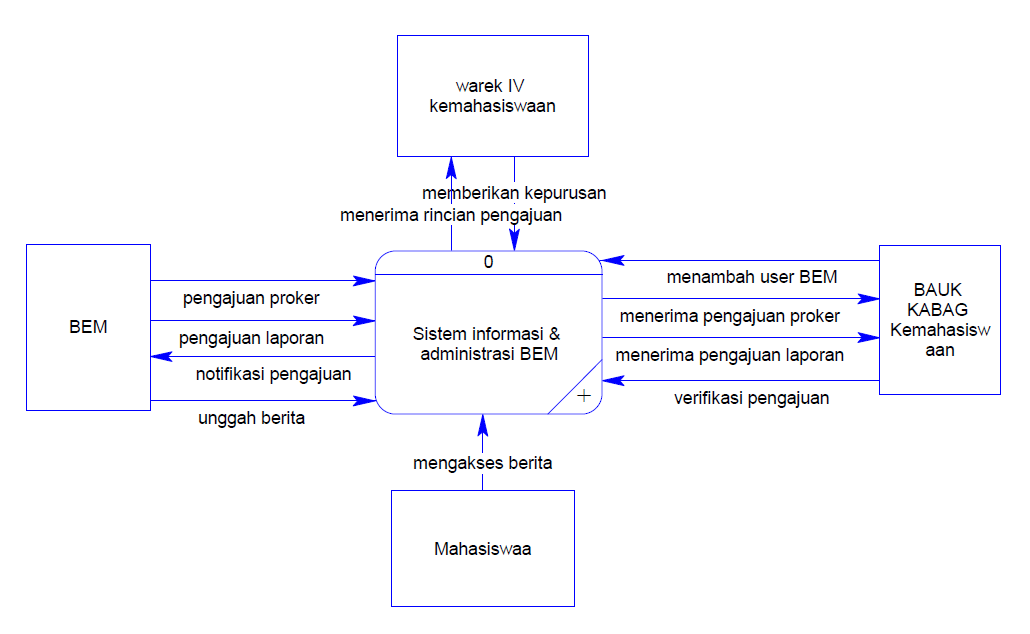 warek IV
kemahasiswaan
memberikan kepurusan
menerima rincian pengajuan
0
Sistem informasi &
administrasi BEM
+
BEM
pengajuan proker
pengajuan laporan
notifikasi pengajuan
unggah berita
menambah user BEM
menerima pengajuan proker
menerima pengajuan laporan
verifikasi pengajuan
BAUK
KABAG
Kemahasisw
aan
mengakses berita
Mahasiswaa